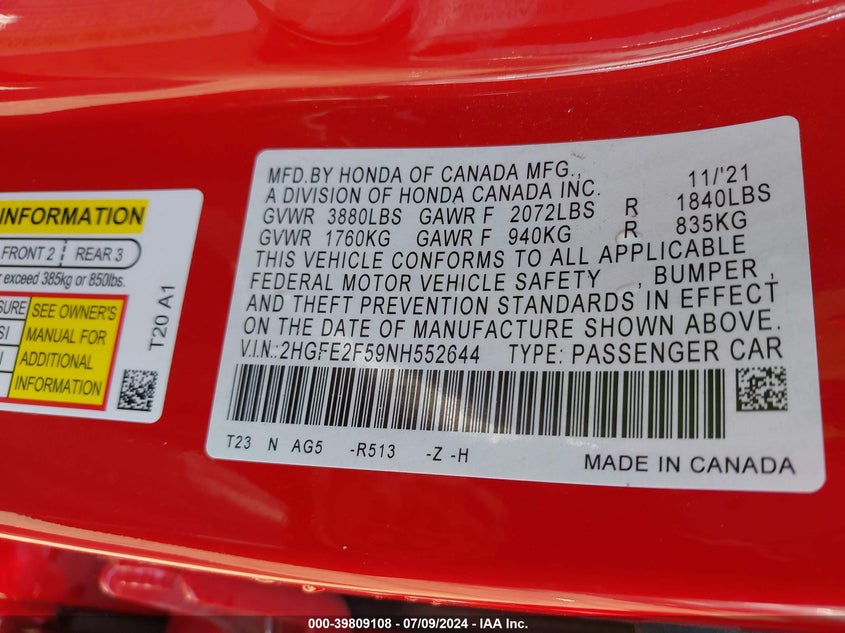 INFORMATION
FRONT 2 REAR 3
exceed 385kg or 850lbs.
SEE OWNER'S
MANUAL FOR
ADDITIONAL
INFORMATION
T20 A1
MFD.BY HONDA OF CANADA MFG., 11/'21
A DIVISION OF HONDA CANADA INC.
GVWR 3880LBS GAWR F 2072LBS R 1840LBS
GVWR 1760KG GAWR F 940KG R 835KG
THIS VEHICLE CONFORMS TO ALL APPLICABLE
FEDERAL MOTOR VEHICLE SAFETY , BUMPER ,
AND THEFT PREVENTION STANDARDS IN EFFECT
ON THE DATE OF MANUFACTURE SHOWN ABOVE.
V.I.N.:2HGFE2F59NH552644 TYPE: PASSENGER CAR
T23 N AG5 -R513 -Z -H
MADE IN CANADA
000-39809108 - 07/09/2024 - IAA Inc.